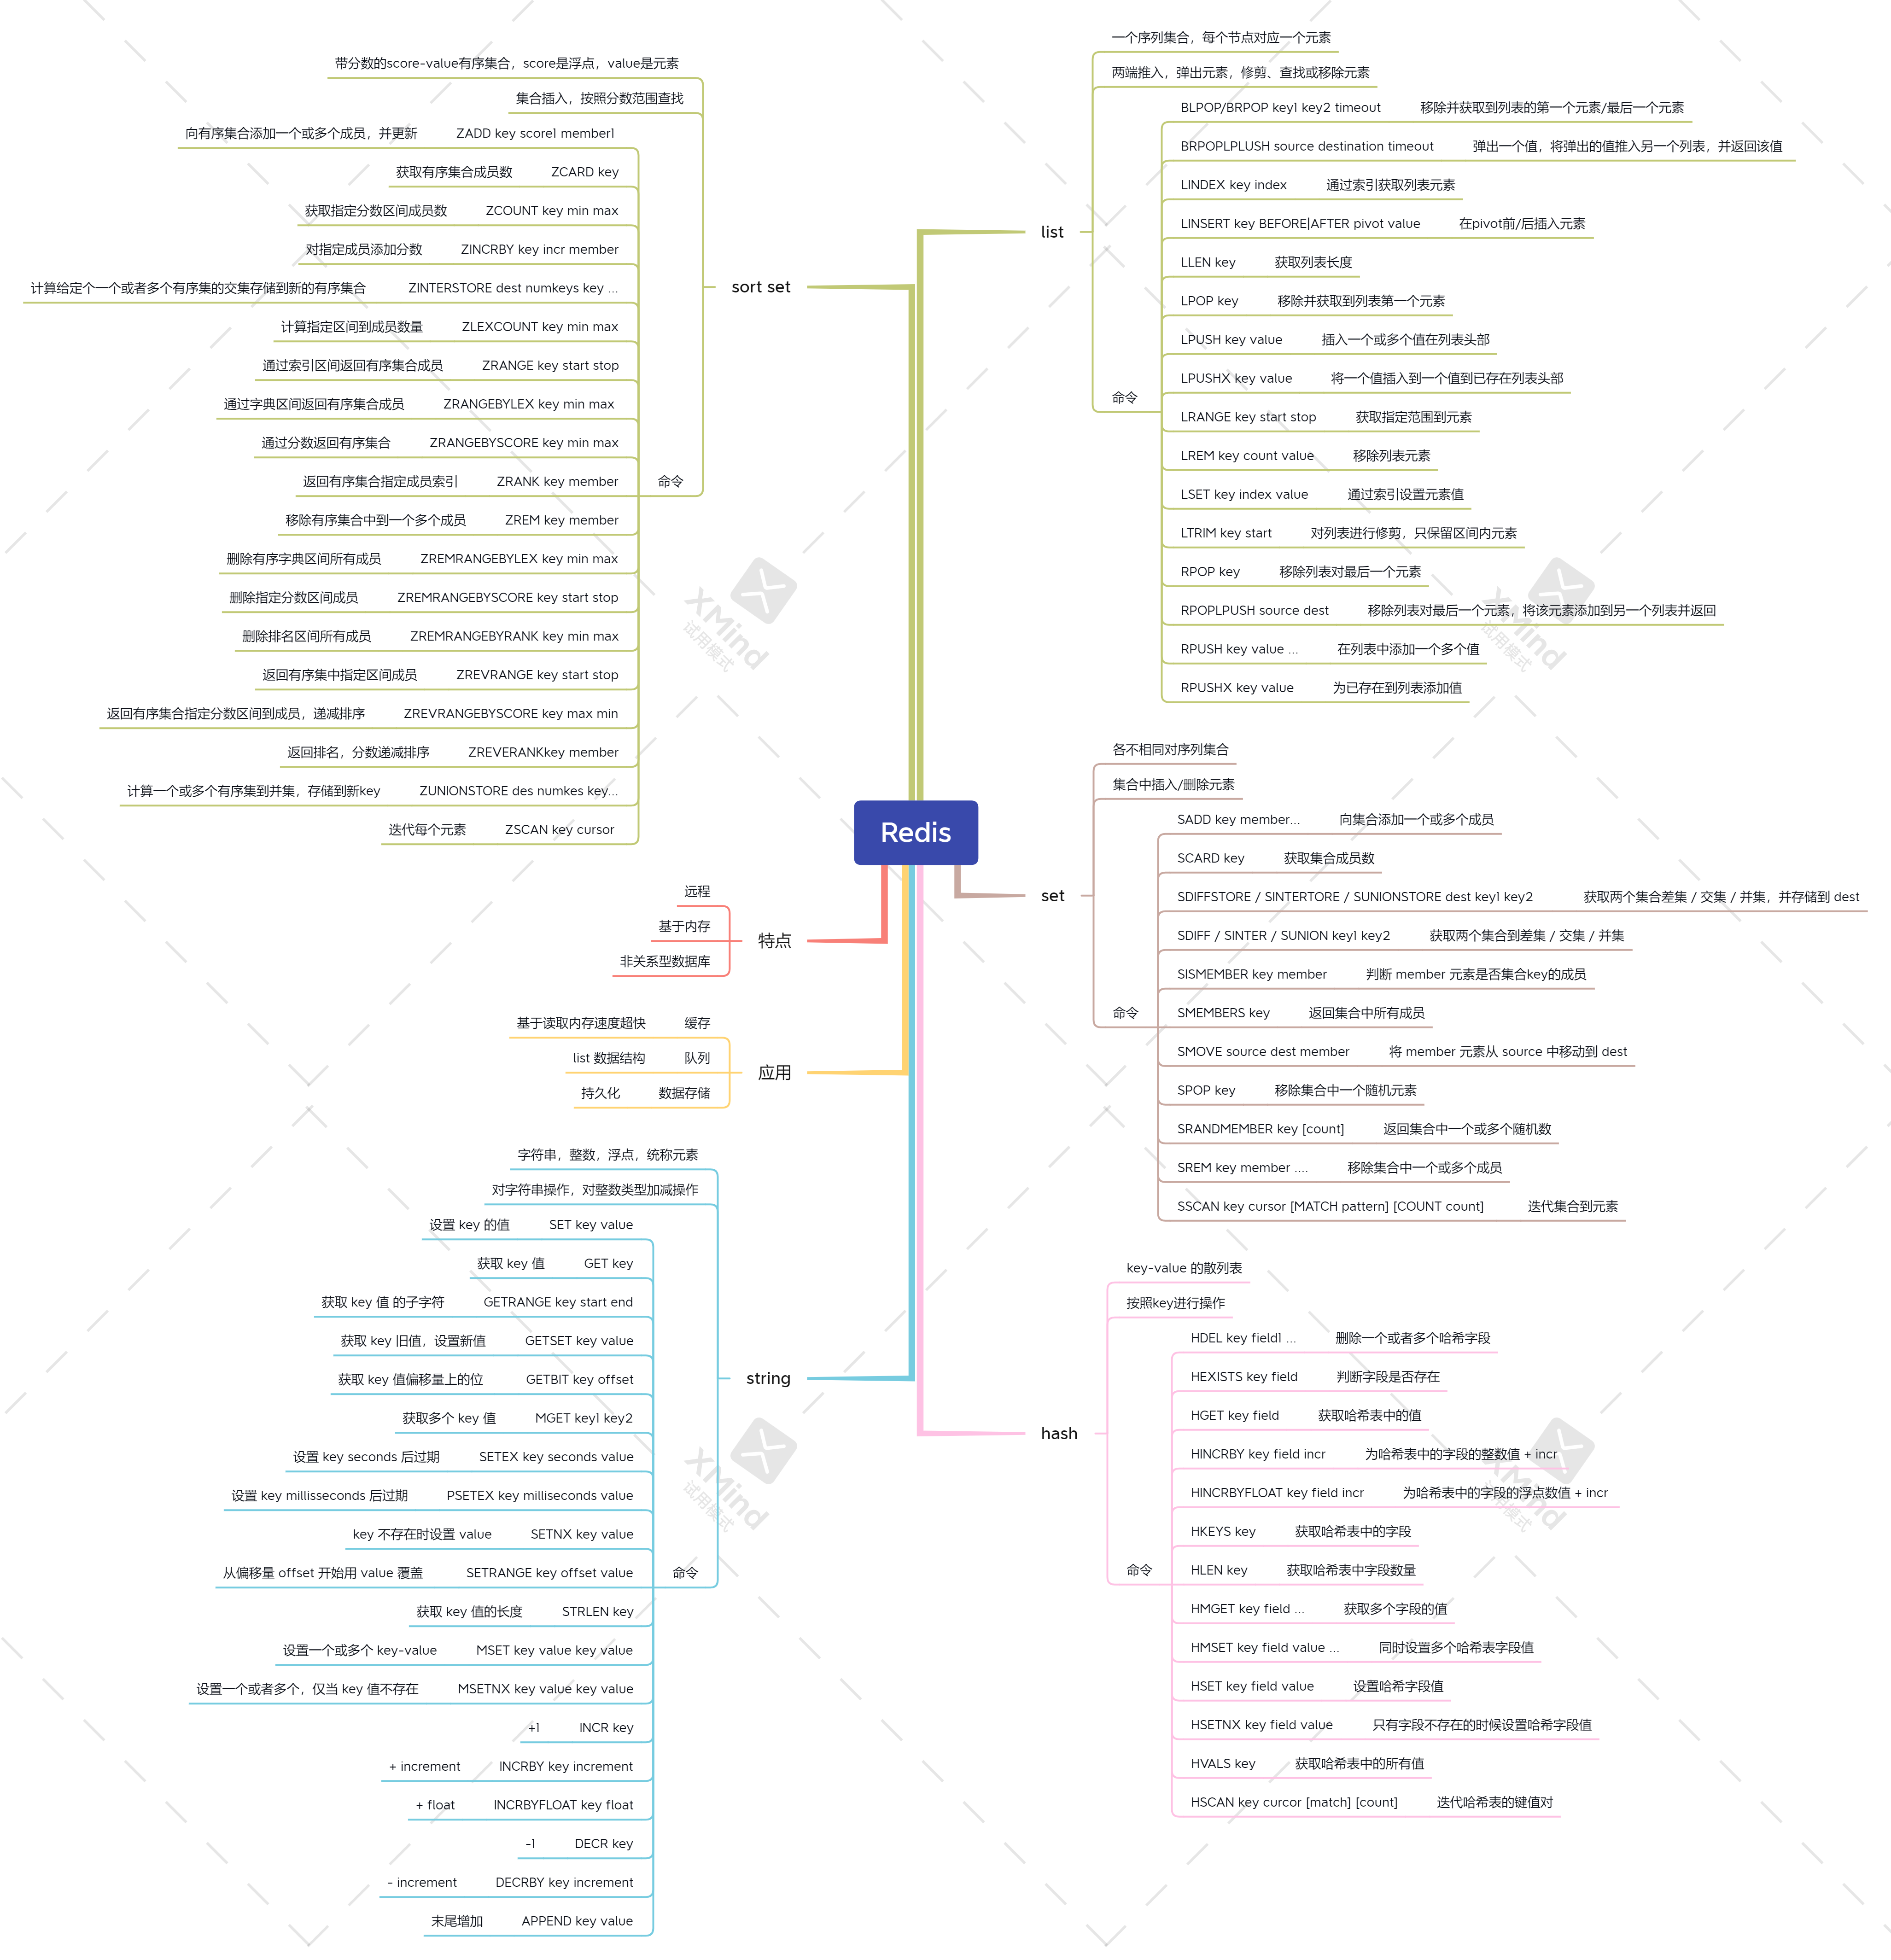 Redis
list
一个序列集合，每个节点对应一个元素
两端推入，弹出元素，修剪、查找或移除元素
命令
BLPOP/BRPOP key1 key2 timeout 移除并获取到列表的第一个元素/最后一个元素
BRPOPLPLUSH source destination timeout 弹出一个值，将弹出的值推入另一个列表，并返回该值
LINDEX key index 通过索引获取列表元素
LINSERT key BEFORE|AFTER pivot value 在pivot前/后插入元素
LLEN key 获取列表长度
LPOP key 移除并获取到列表第一个元素
LPUSH key value 插入一个或多个值在列表头部
LPUSHX key value 将一个值插入到一个值到已存在列表头部
LRANGE key start stop 获取指定范围到元素
LREM key count value 移除列表元素
LSET key index value 通过索引设置元素值
LTRIM key start 对列表进行修剪，只保留区间内元素
RPOP key 移除列表对最后一个元素
RPOPLPUSH source dest 移除列表对最后一个元素，将该元素添加到另一个列表并返回
RPUSH key value ... 在列表中添加一个多个值
RPUSHX key value 为已存在到列表添加值
set
各不相同对序列集合
集合中插入/删除元素
命令
SADD key member... 向集合添加一个或多个成员
SCARD key 获取集合成员数
SDIFFSTORE / SINTERTORE / SUNIONSTORE dest key1 key2 获取两个集合差集 / 交集 / 并集，并存储到 dest
SDIFF / SINTER / SUNION key1 key2 获取两个集合到差集 / 交集 / 并集
SISMEMBER key member 判断 member 元素是否集合key的成员
SMEMBERS key 返回集合中所有成员
SMOVE source dest member 将 member 元素从 source 中移动到 dest
SPOP key 移除集合中一个随机元素
SRANDMEMBER key [count] 返回集合中一个或多个随机数
SREM key member .... 移除集合中一个或多个成员
SSCAN key cursor [MATCH pattern] [COUNT count] 迭代集合到元素
hash
key-value 的散列表
按照key进行操作
命令
HDEL key field1 ... 删除一个或者多个哈希字段
HEXISTS key field 判断字段是否存在
HGET key field 获取哈希表中的值
HINCRBY key field incr 为哈希表中的字段的整数值 + incr
HINCRBYFLOAT key field incr 为哈希表中的字段的浮点数值 + incr
HKEYS key 获取哈希表中的字段
HLEN key 获取哈希表中字段数量
HMGET key field ... 获取多个字段的值
HMSET key field value ... 同时设置多个哈希表字段值
HSET key field value 设置哈希字段值
HSETNX key field value 只有字段不存在的时候设置哈希字段值
HVALS key 获取哈希表中的所有值
HSCAN key curcor [match] [count] 迭代哈希表的键值对
sort set
带分数的score-value有序集合，score是浮点，value是元素
集合插入，按照分数范围查找
命令
向有序集合添加一个或多个成员，并更新 ZADD key score1 member1
获取有序集合成员数 ZCARD key
获取指定分数区间成员数 ZCOUNT key min max
对指定成员添加分数 ZINCRBY key incr member
计算给定个一个或者多个有序集的交集存储到新的有序集合 ZINTERSTORE dest numkeys key ...
计算指定区间到成员数量 ZLEXCOUNT key min max
通过索引区间返回有序集合成员 ZRANGE key start stop
通过字典区间返回有序集合成员 ZRANGEBYLEX key min max
通过分数返回有序集合 ZRANGEBYSCORE key min max
返回有序集合指定成员索引 ZRANK key member
移除有序集合中到一个多个成员 ZREM key member
删除有序字典区间所有成员 ZREMRANGEBYLEX key min max
删除指定分数区间成员 ZREMRANGEBYSCORE key start stop
删除排名区间所有成员 ZREMRANGEBYRANK key min max
返回有序集中指定区间成员 ZREVRANGE key start stop
返回有序集合指定分数区间到成员，递减排序 ZREVRANGEBYSCORE key max min
返回排名，分数递减排序 ZREVERANKkey member
计算一个或多个有序集到并集，存储到新key ZUNIONSTORE des numkes key...
迭代每个元素 ZSCAN key cursor
特点
远程
基于内存
非关系型数据库
应用
基于读取内存速度超快 缓存
list 数据结构 队列
持久化 数据存储
string
字符串，整数，浮点，统称元素
对字符串操作，对整数类型加减操作
命令
设置 key 的值 SET key value
获取 key 值 GET key
获取 key 值 的子字符 GETRANGE key start end
获取 key 旧值，设置新值 GETSET key value
获取 key 值偏移量上的位 GETBIT key offset
获取多个 key 值 MGET key1 key2
设置 key seconds 后过期 SETEX key seconds value
设置 key millisseconds 后过期 PSETEX key milliseconds value
key 不存在时设置 value SETNX key value
从偏移量 offset 开始用 value 覆盖 SETRANGE key offset value
获取 key 值的长度 STRLEN key
设置一个或多个 key-value MSET key value key value
设置一个或者多个，仅当 key 值不存在 MSETNX key value key value
+1 INCR key
+ increment INCRBY key increment
+ float INCRBYFLOAT key float
-1 DECR key
- increment DECRBY key increment
末尾增加 APPEND key value
XMind
试用模式
XMind
试用模式
XMind
试用模式
XMind
试用模式